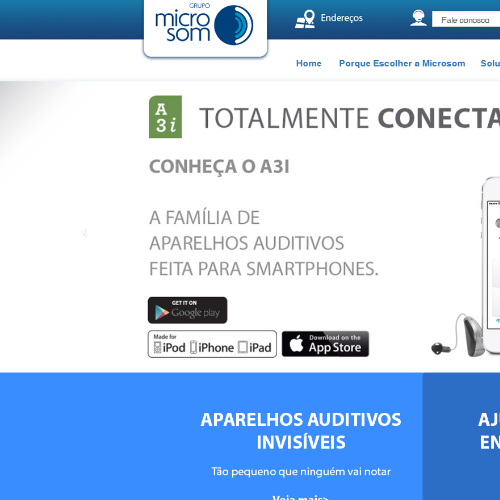 GRUPO
micro
som
Endereços
Fale conosco
Home Porque Escolher a Microsom Solu
A
3i
TOTALMENTE CONECTA
CONHEÇA O A3I
A FAMÍLIA DE
APARELHOS AUDITIVOS
FEITA PARA SMARTPHONES.
GET IT ON
Google play
Made for
iPod iPhone iPad
Download on the
App Store
APARELHOS AUDITIVOS
INVISÍVEIS
Tão pequeno que ninguém vai notar
Veja mais>
AJ
EN